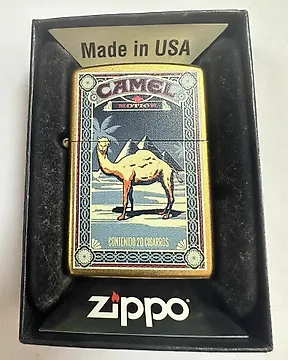 Made in USA
CAMEL
MOTION
CONTENIDO 20 CIGARROS
zippo